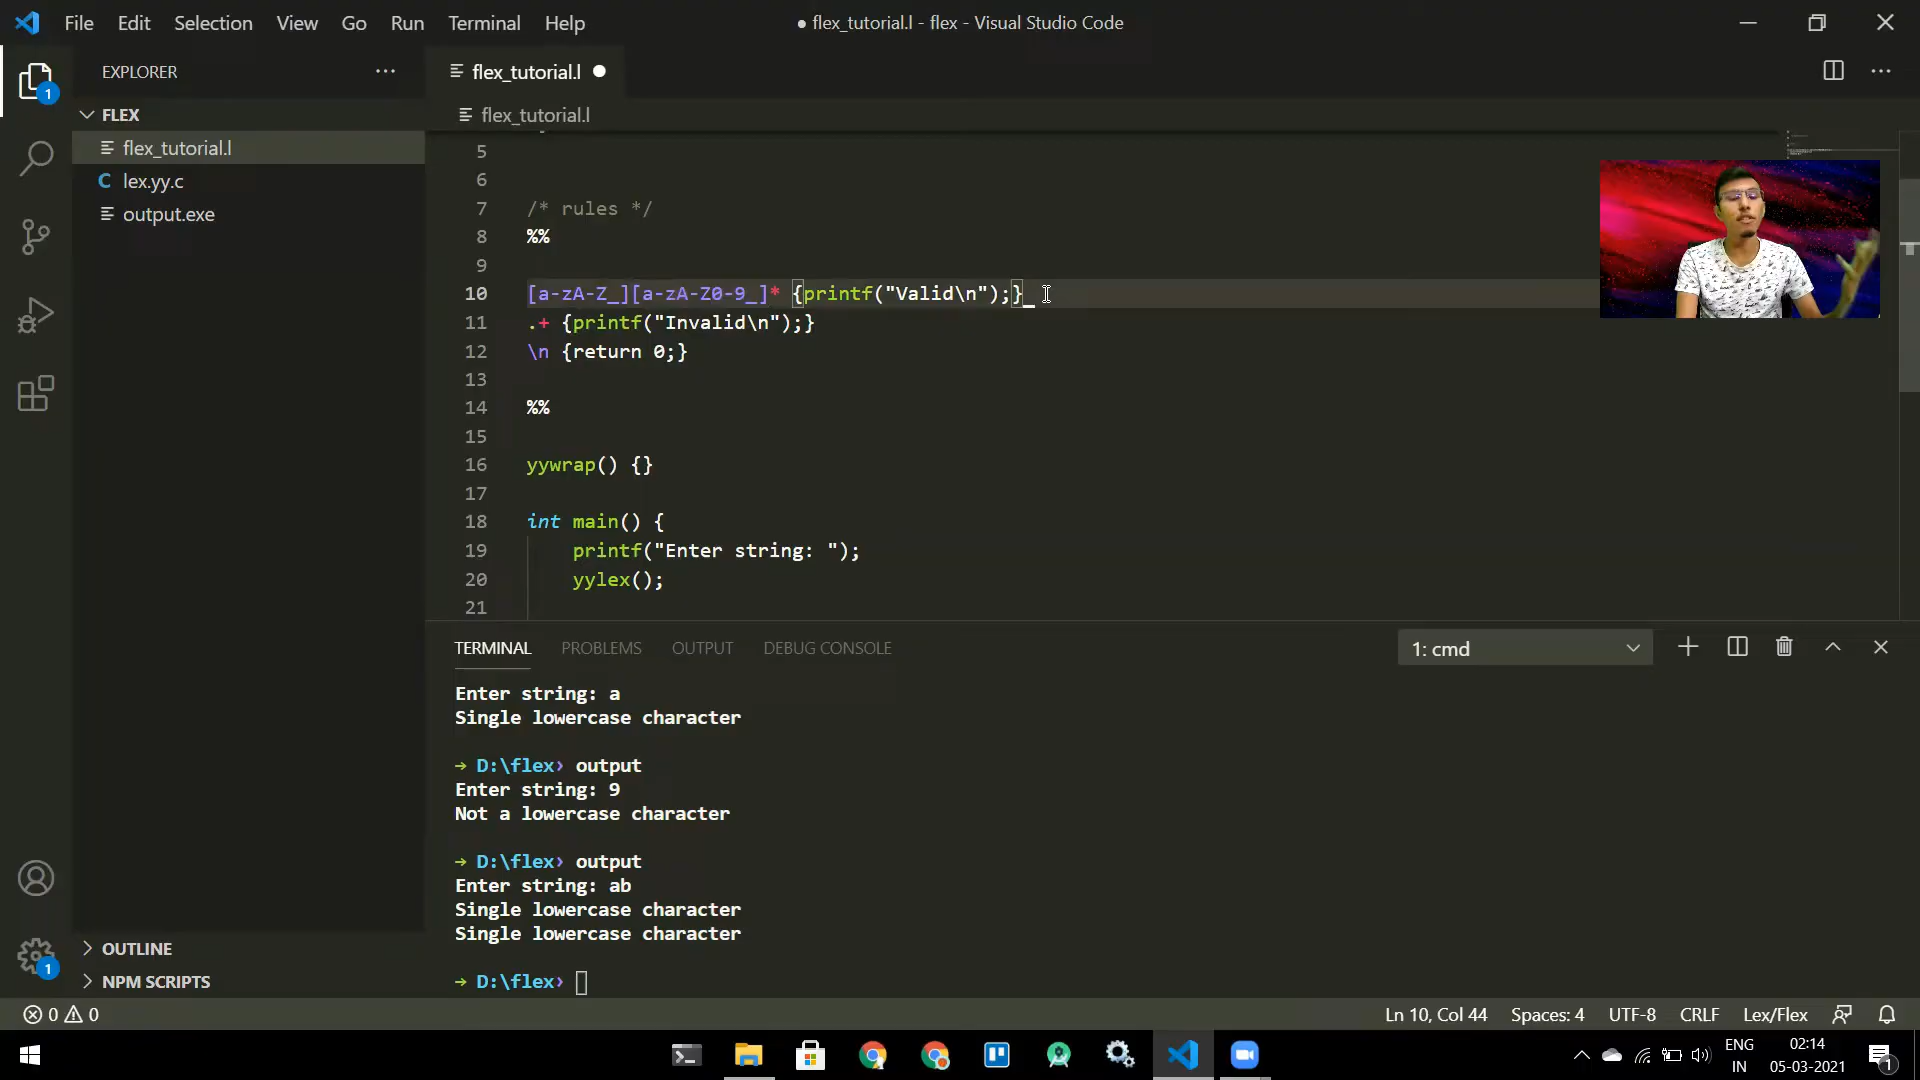 File Edit Selection View Go Run Terminal Help
● flex_tutorial.l - flex - Visual Studio Code
EXPLORER
FLEX
flex_tutorial.l
C lex.yy.c
output.exe
OUTLINE
NPM SCRIPTS
1
1
flex_tutorial.l
flex_tutorial.l
5
6
7 /* rules */
8 %%
9
10 [a-zA-Z_][a-zA-Z0-9_]* {printf("Valid\n");}
11 .+ {printf("Invalid\n");}
12 \n {return 0;}
13
14 %%
15
16 yywrap() {}
17
18 int main() {
19 printf("Enter string: ");
20 yylex();
21
TERMINAL PROBLEMS OUTPUT DEBUG CONSOLE
1: cmd
Enter string: a
Single lowercase character
→ D:\flex› output
Enter string: 9
Not a lowercase character
→ D:\flex› output
Enter string: ab
Single lowercase character
Single lowercase character
→ D:\flex›
0 0
Ln 10, Col 44 Spaces: 4 UTF-8 CRLF Lex/Flex
ENG
IN
02:14
05-03-2021
1